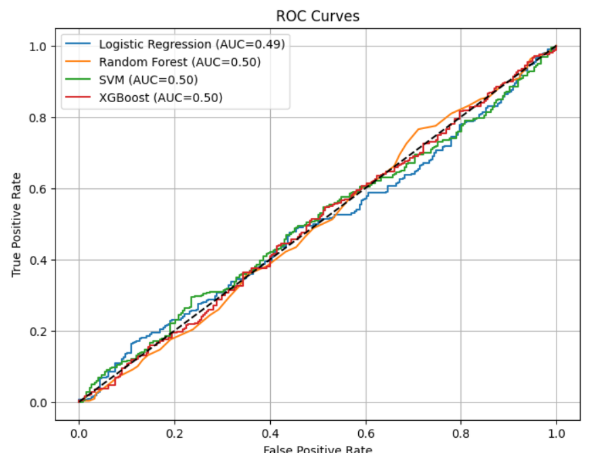 ROC Curves
Logistic Regression (AUC=0.49)
Random Forest (AUC=0.50)
SVM (AUC=0.50)
XGBoost (AUC=0.50)
True Positive Rate
1.0
0.8
0.6
0.4
0.2
0.0
0.0 0.2 0.4 0.6 0.8 1.0
False Positive Rate